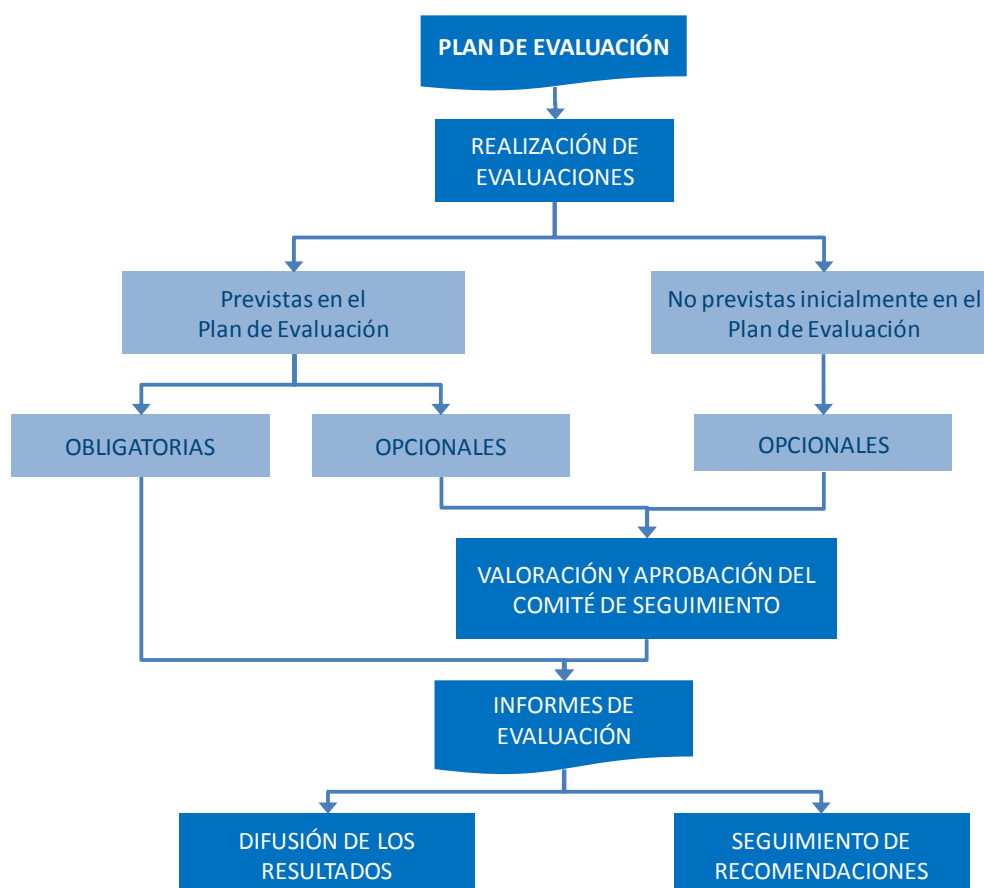 PLAN DE EVALUACIÓN
REALIZACIÓN DE
EVALUACIONES
Previstas en el
Plan de Evaluación
No previstas inicialmente en el
Plan de Evaluación
OBLIGATORIAS
OPCIONALES
OPCIONALES
VALORACIÓN Y APROBACIÓN DEL
COMITÉ DE SEGUIMIENTO
INFORMES DE
EVALUACIÓN
DIFUSIÓN DE LOS
RESULTADOS
SEGUIMIENTO DE
RECOMENDACIONES